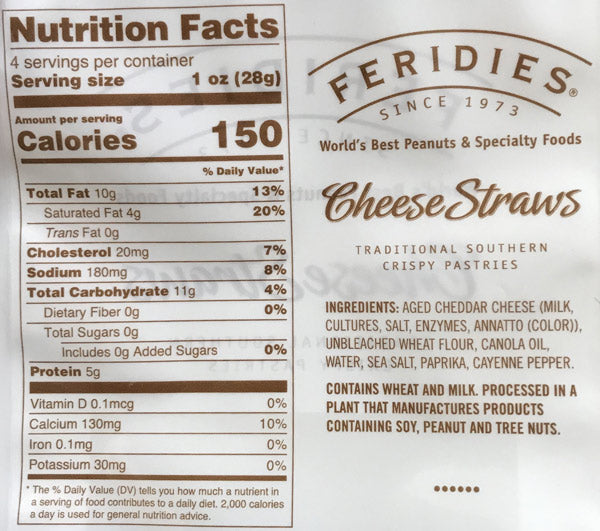 Nutrition Facts
4 servings per container
Serving size 1 oz (28g)
Amount per serving
Calories 150
% Daily Value*
Total Fat 10g 13%
Saturated Fat 4g 20%
Trans Fat 0g
Cholesterol 20mg 7%
Sodium 180mg 8%
Total Carbohydrate 11g 4%
Dietary Fiber 0g 0%
Total Sugars 0g
Includes 0g Added Sugars 0%
Protein 5g
Vitamin D 0.1mcg 0%
Calcium 130mg 10%
Iron 0.1mg 0%
Potassium 30mg 0%
* The % Daily Value (DV) tells you how much a nutrient in
a serving of food contributes to a daily diet. 2,000 calories
a day is used for general nutrition advice.
FERIDIES®
SINCE 1973
World's Best Peanuts & Specialty Foods
Cheese Straws
TRADITIONAL SOUTHERN
CRISPY PASTRIES
INGREDIENTS: AGED CHEDDAR CHEESE (MILK,
CULTURES, SALT, ENZYMES, ANNATTO (COLOR)),
UNBLEACHED WHEAT FLOUR, CANOLA OIL,
WATER, SEA SALT, PAPRIKA, CAYENNE PEPPER.
CONTAINS WHEAT AND MILK. PROCESSED IN A
PLANT THAT MANUFACTURES PRODUCTS
CONTAINING SOY, PEANUT AND TREE NUTS.